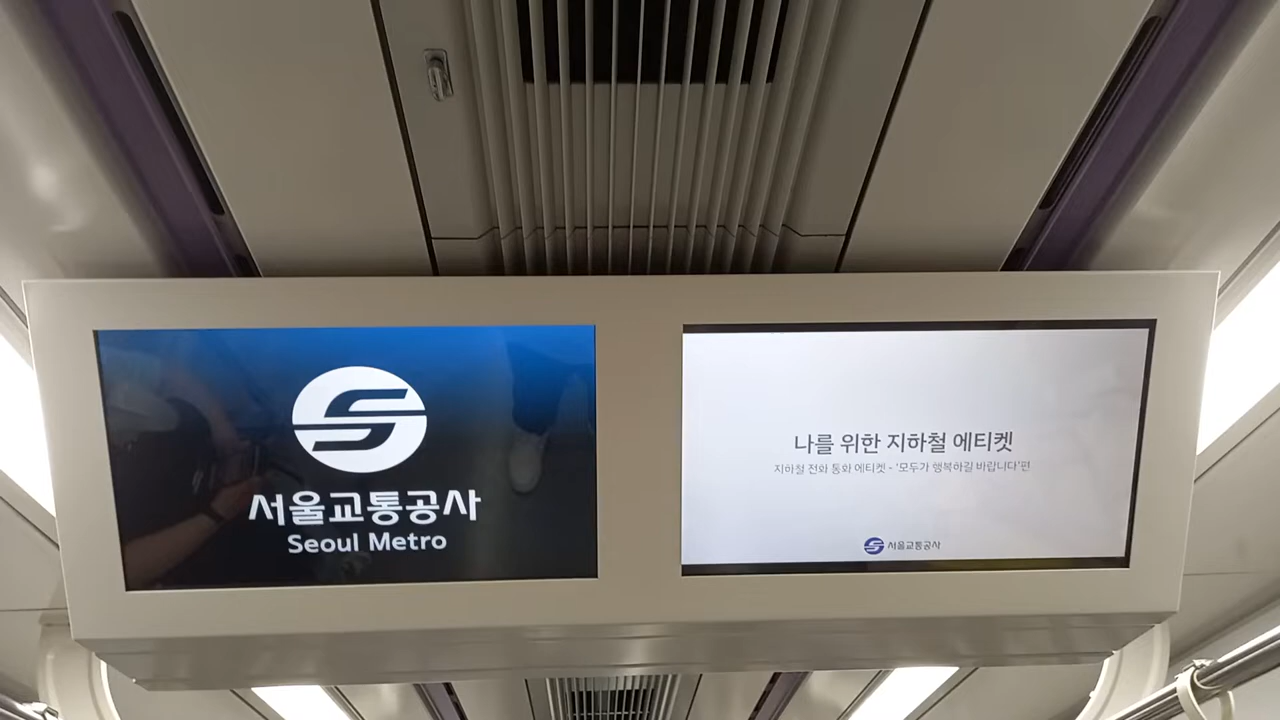 서울교통공사
Seoul Metro
나를 위한 지하철 에티켓
지하철 전화 통화 에티켓 - '모두가 행복하길 바랍니다'편
서울교통공사